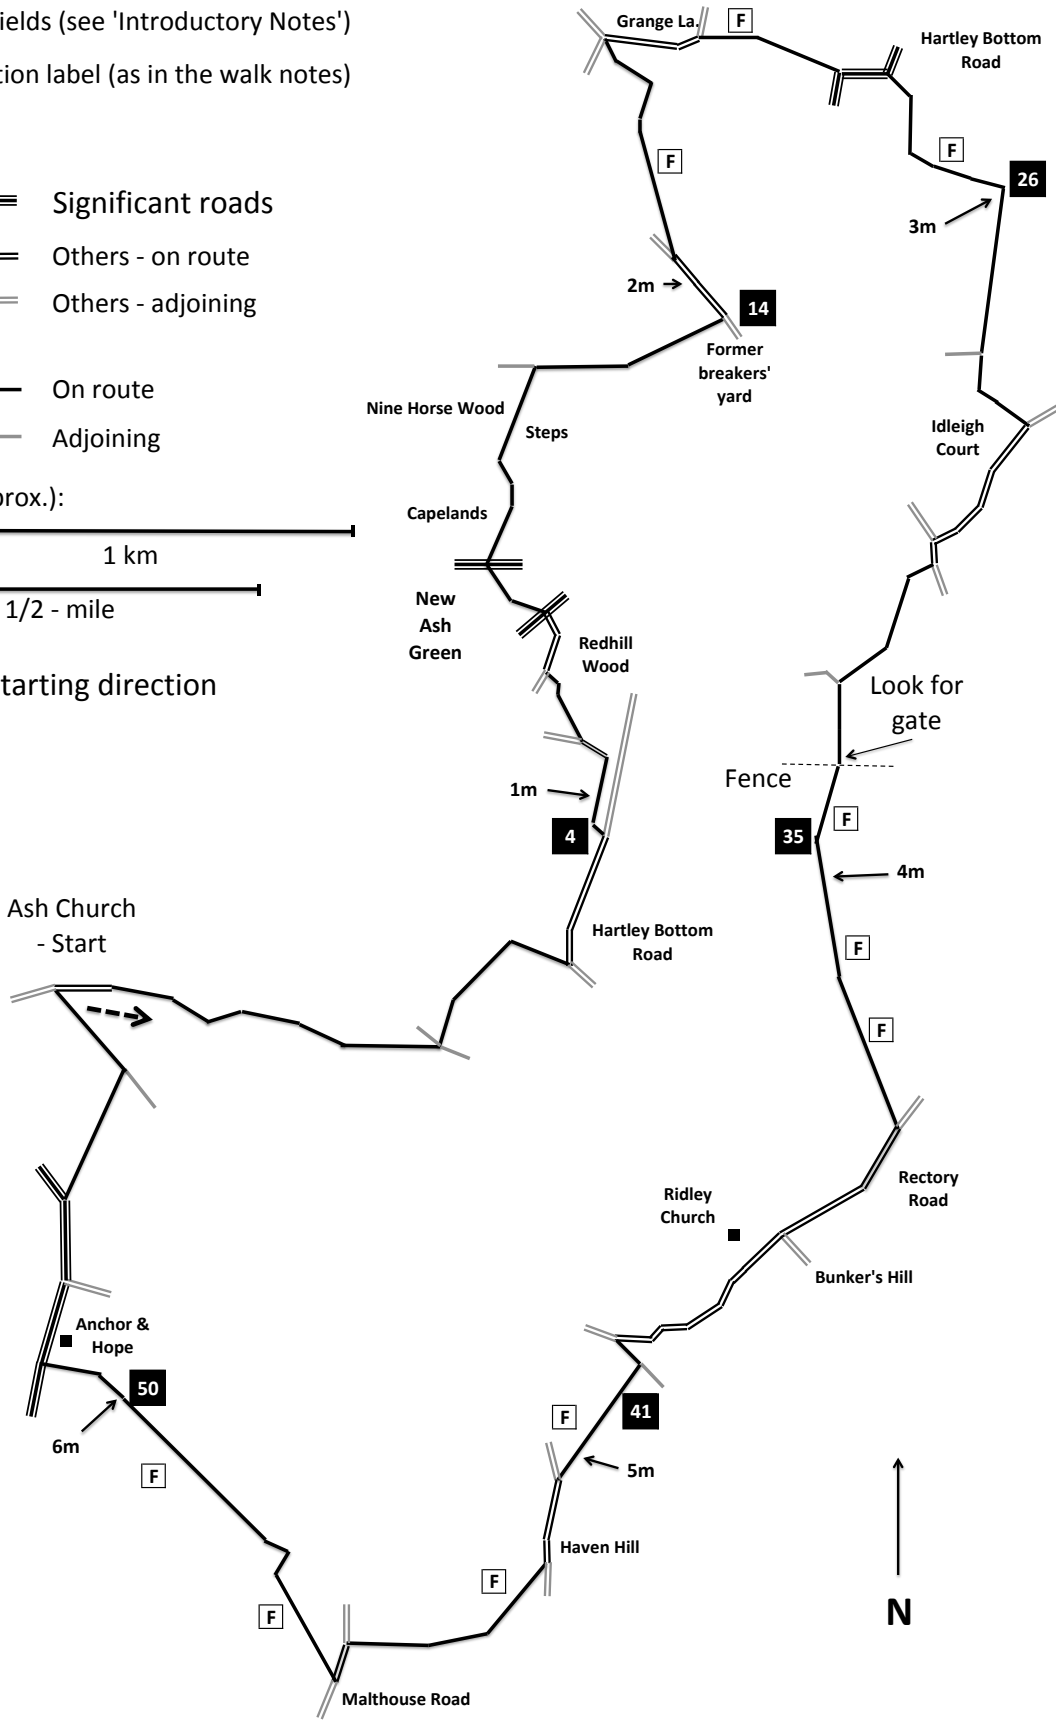 ields (see 'Introductory Notes')
tion label (as in the walk notes)
Significant roads
Others - on route
Others - adjoining
On route
Adjoining
prox.):
1 km
1/2 - mile
tarting direction
Grange La.
F
Hartley Bottom
Road
F
26
3m
F
2m
14
Former
breakers'
yard
Nine Horse Wood
Steps
Idleigh
Court
Capelands
New
Ash
Green
Redhill
Wood
Look for
gate
Fence
1m
4
F
35
4m
Ash Church
- Start
Hartley Bottom
Road
F
F
Rectory
Road
Ridley
Church
Bunker's Hill
Anchor &
Hope
50
6m
F
41
F
5m
Haven Hill
F
F
Malthouse Road
N